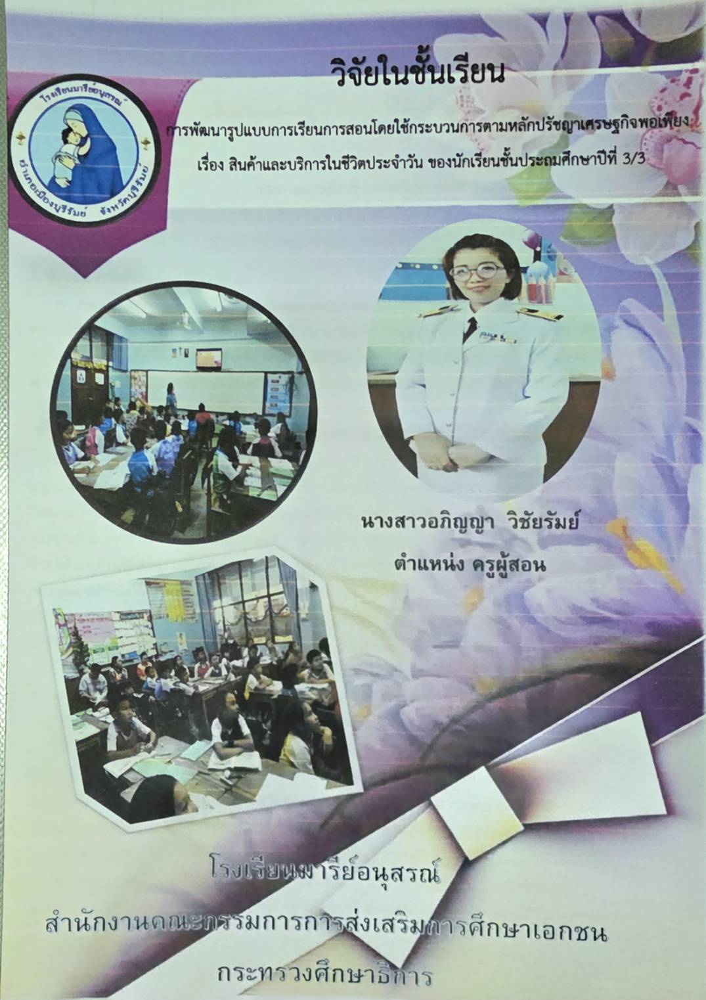 วิจัยในชั้นเรียน
การพัฒนารูปแบบการเรียนการสอนโดยใช้กระบวนการตามหลักปรัชญาเศรษฐกิจพอเพียง
เรื่อง สินค้าและบริการในชีวิตประจำวัน ของนักเรียนชั้นประถมศึกษาปีที่ 3/3
โรงเรียนมารีย์อนุสรณ์
อำเภอเมืองบุรีรัมย์ จังหวัดบุรีรัมย์
นางสาวอภิญญา วิชัยรัมย์
ตำแหน่ง ครูผู้สอน
โรงเรียนมารีย์อนุสรณ์
สำนักงานคณะกรรมการการส่งเสริมการศึกษาเอกชน
กระทรวงศึกษาธิการ